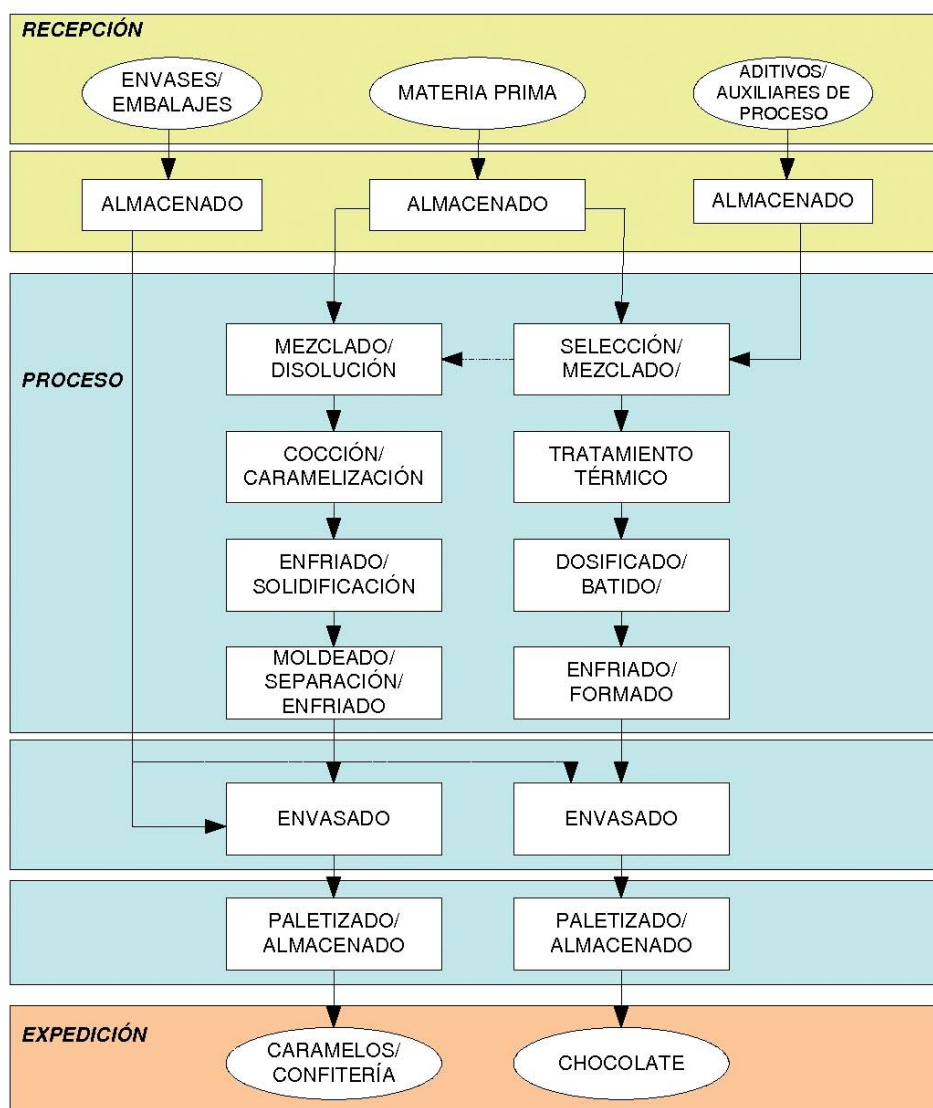 RECEPCIÓN
ENVASES/
EMBALAJES
MATERIA PRIMA
ADITIVOS/
AUXILIARES DE
PROCESO
ALMACENADO
ALMACENADO
ALMACENADO
PROCESO
MEZCLADO/
DISOLUCIÓN
SELECCIÓN/
MEZCLADO/
COCCIÓN/
CARAMELIZACIÓN
TRATAMIENTO
TÉRMICO
ENFRIADO/
SOLIDIFICACIÓN
DOSIFICADO/
BATIDO/
MOLDEADO/
SEPARACIÓN/
ENFRIADO
ENFRIADO/
FORMADO
ENVASADO
ENVASADO
PALETIZADO/
ALMACENADO
PALETIZADO/
ALMACENADO
EXPEDICIÓN
CARAMELOS/
CONFITERÍA
CHOCOLATE